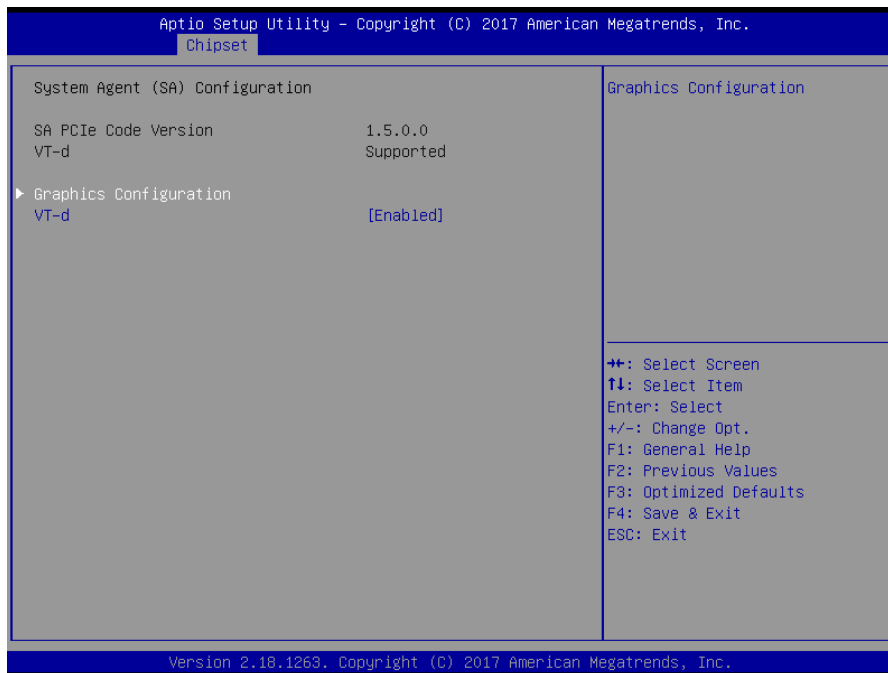 Aptio Setup Utility – Copyright (C) 2017 American Megatrends, Inc.
Chipset
System Agent (SA) Configuration
SA PCIe Code Version 1.5.0.0
VT-d Supported
Graphics Configuration
VT-d [Enabled]
Graphics Configuration
→←: Select Screen
↑↓: Select Item
Enter: Select
+/-: Change Opt.
F1: General Help
F2: Previous Values
F3: Optimized Defaults
F4: Save & Exit
ESC: Exit
Version 2.18.1263. Copyright (C) 2017 American Megatrends, Inc.